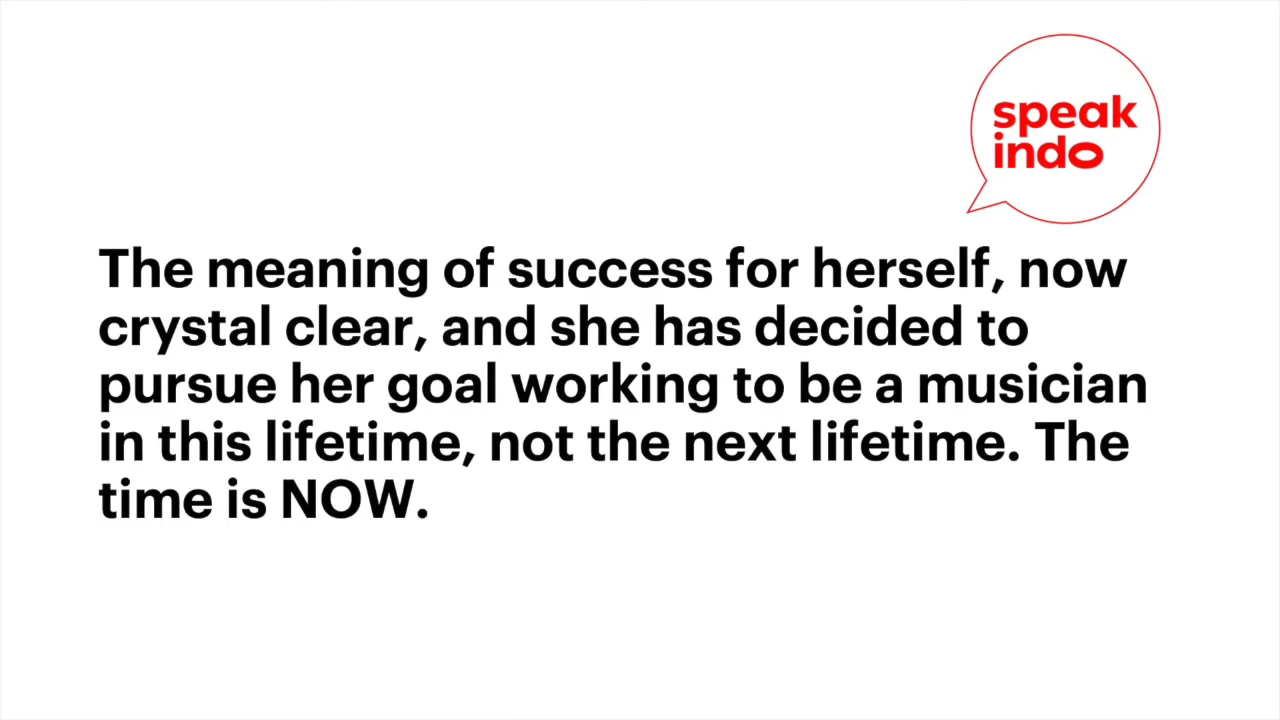 speak
indo
The meaning of success for herself, now
crystal clear, and she has decided to
pursue her goal working to be a musician
in this lifetime, not the next lifetime. The
time is NOW.